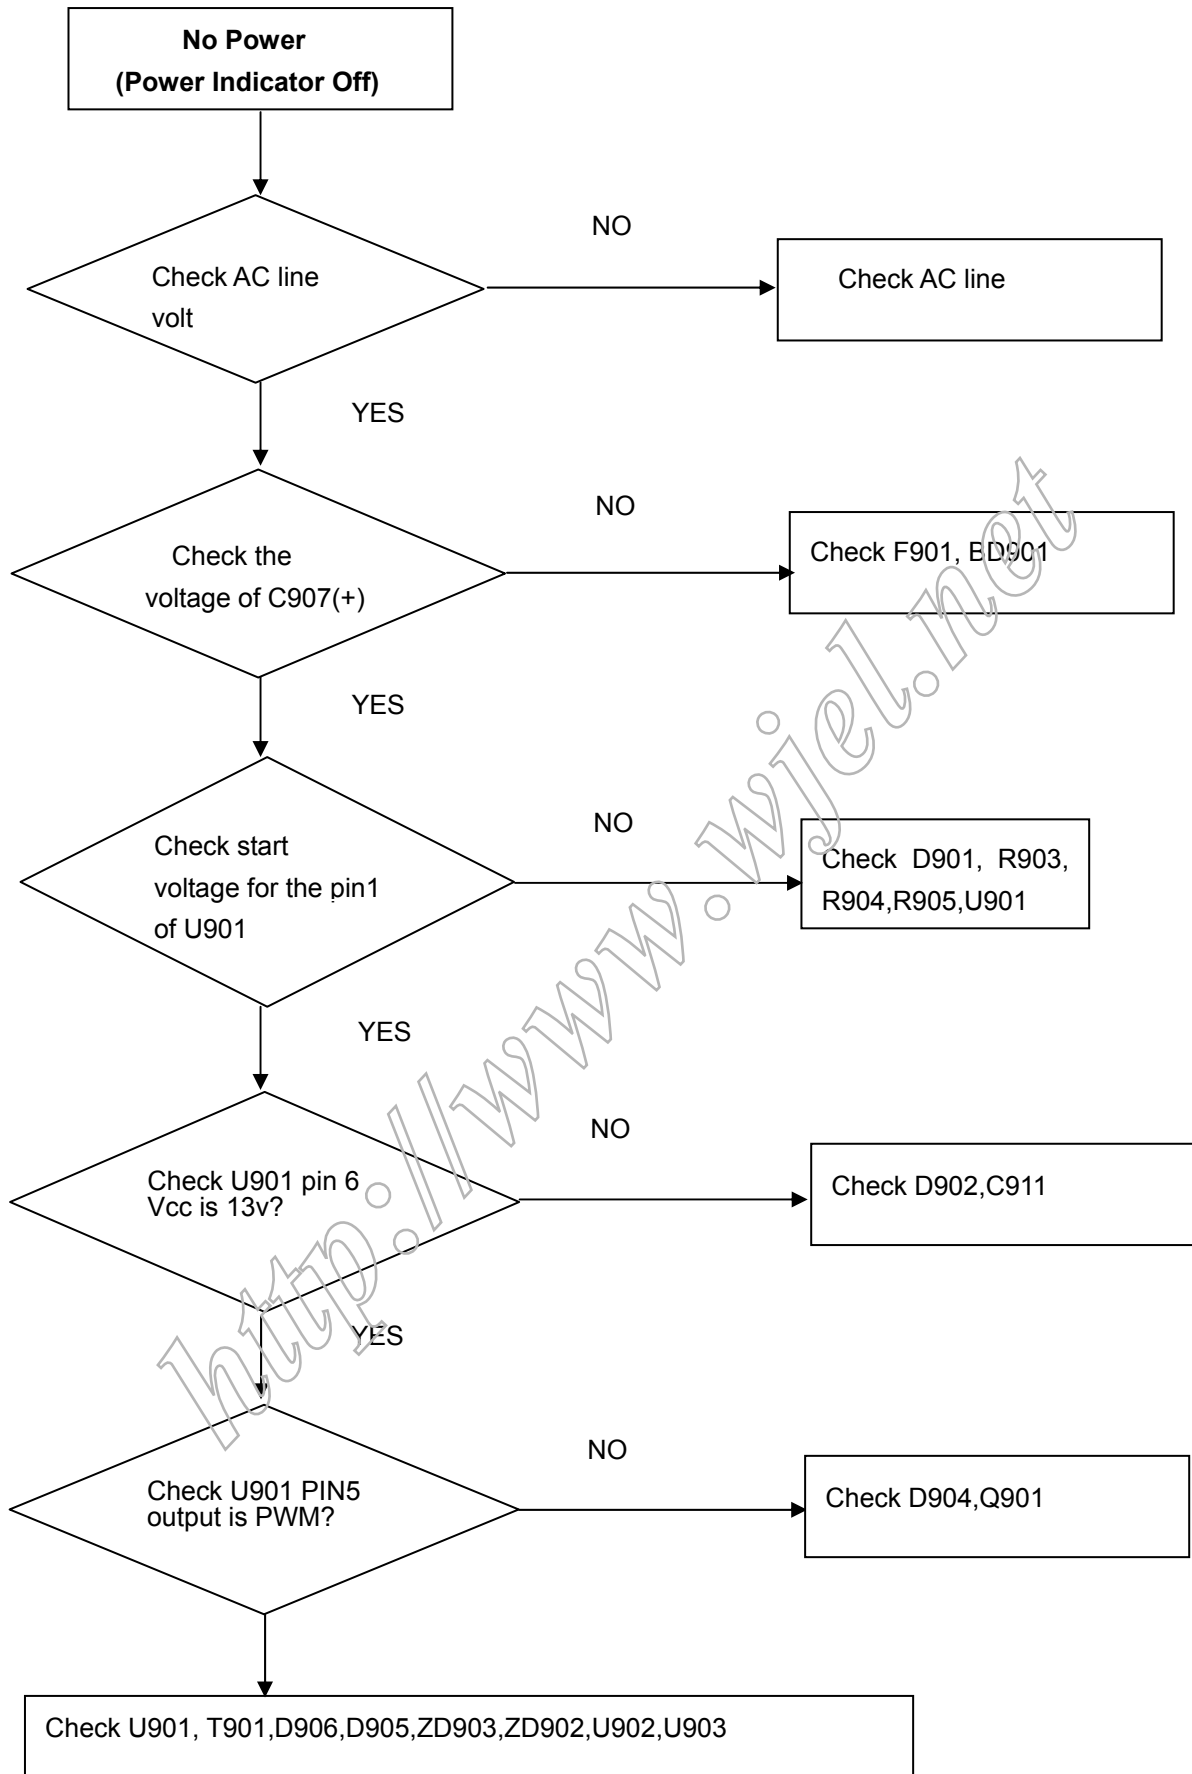 No Power
(Power Indicator Off)
NO
Check AC line
volt
Check AC line
YES
NO
Check the
voltage of C907(+)
Check F901, BD901
YES
NO
Check start
voltage for the pin1
of U901
Check D901, R903,
R904,R905,U901
YES
NO
Check U901 pin 6
Vcc is 13v?
Check D902,C911
YES
NO
Check U901 PIN5
output is PWM?
Check D904,Q901
Check U901, T901,D906,D905,ZD903,ZD902,U902,U903
http://www.wjel.net